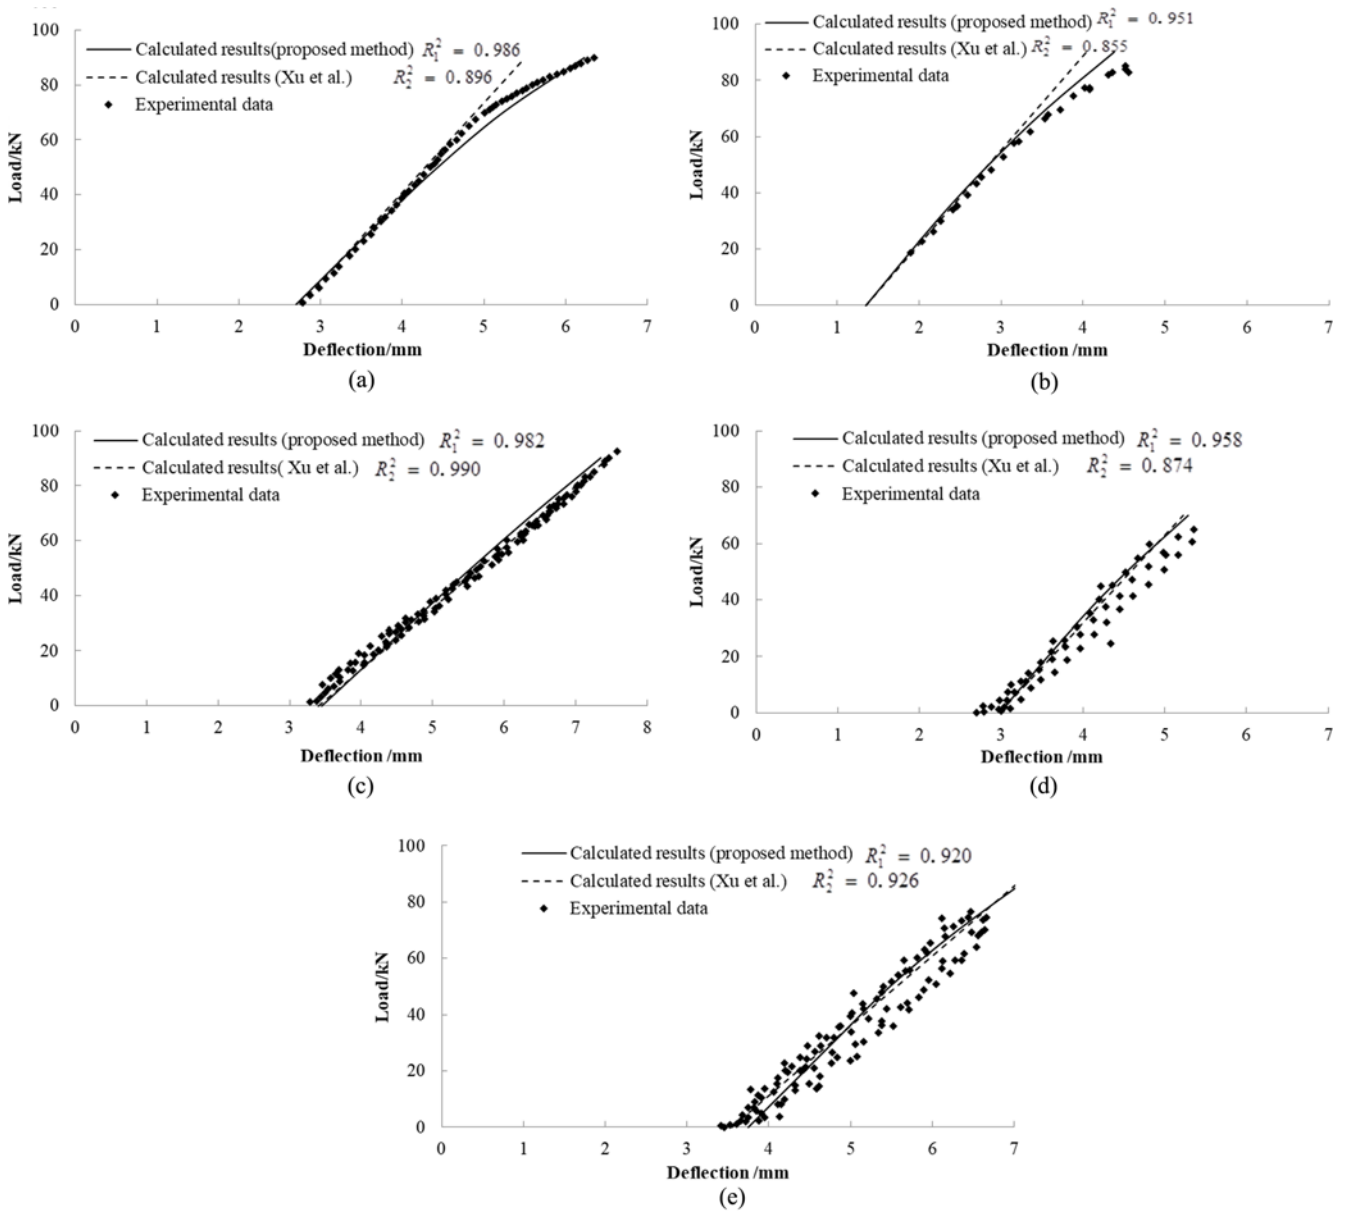 100
80
60
40
20
0
Load/kN
Calculated results(proposed method) R₁² = 0.986
Calculated results (Xu et al.) R₂² = 0.896
Experimental data
0 1 2 3 4 5 6 7
Deflection/mm
(a)
100
80
60
40
20
0
Load/kN
Calculated results (proposed method) R₁² = 0.951
Calculated results (Xu et al.) R₂² = 0.855
Experimental data
0 1 2 3 4 5 6 7
Deflection /mm
(b)
100
80
60
40
20
0
Load/kN
Calculated results (proposed method) R₁² = 0.982
Calculated results( Xu et al.) R₂² = 0.990
Experimental data
0 1 2 3 4 5 6 7 8
Deflection /mm
(c)
100
80
60
40
20
0
Load/kN
Calculated results (proposed method) R₁² = 0.958
Calculated results (Xu et al.) R₂² = 0.874
Experimental data
0 1 2 3 4 5 6 7
Deflection /mm
(d)
100
80
60
40
20
0
Load/kN
Calculated results (proposed method) R₁² = 0.920
Calculated results (Xu et al.) R₂² = 0.926
Experimental data
0 1 2 3 4 5 6 7
Deflection /mm
(e)